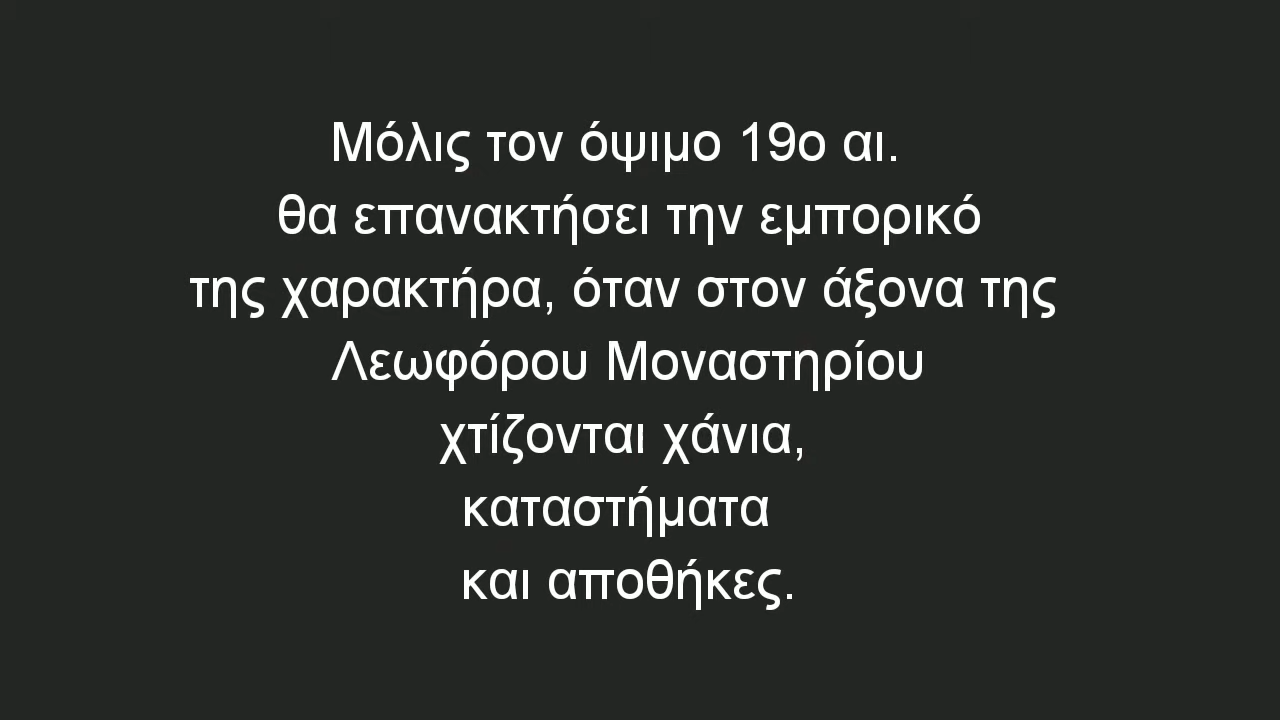 Μόλις τον όψιμο 19ο αι.
θα επανακτήσει την εμπορικό
της χαρακτήρα, όταν στον άξονα της
Λεωφόρου Μοναστηρίου
χτίζονται χάνια,
καταστήματα
και αποθήκες.